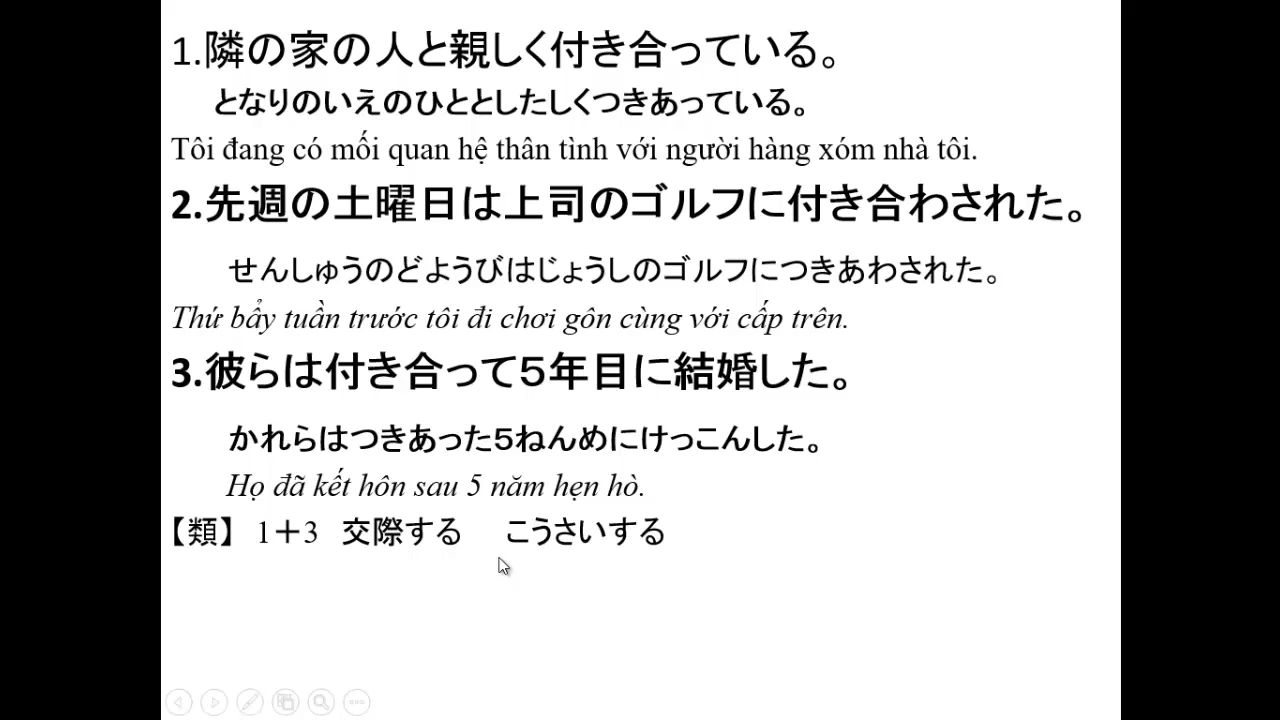 1.隣の家の人と親しく付き合っている。
となりのいえのひととしたしくつきあっている。
Tôi đang có mối quan hệ thân tình với người hàng xóm nhà tôi.
2.先週の土曜日は上司のゴルフに付き合わされた。
せんしゅうのどようびはじょうしのゴルフにつきあわされた。
Thứ bẩy tuần trước tôi đi chơi gôn cùng với cấp trên.
3.彼らは付き合って５年目に結婚した。
かれらはつきあった５ねんめにけっこんした。
Họ đã kết hôn sau 5 năm hẹn hò.
【類】 1＋3 交際する こうさいする